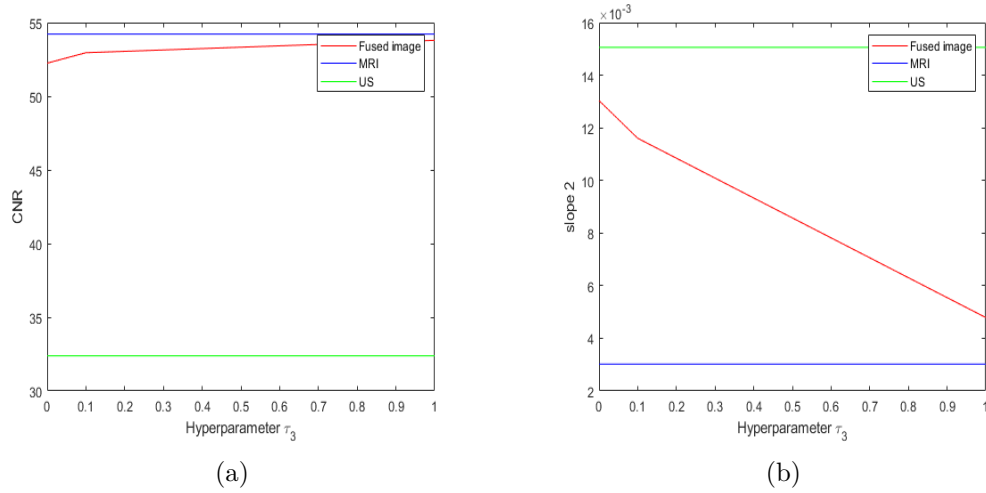 55
50
45
40
35
30
CNR
0 0.1 0.2 0.3 0.4 0.5 0.6 0.7 0.8 0.9 1
Hyperparameter τ3
Fused image
MRI
US
(a)
×10-3
16
14
12
10
8
6
4
2
slope 2
0 0.1 0.2 0.3 0.4 0.5 0.6 0.7 0.8 0.9 1
Hyperparameter τ3
Fused image
MRI
US
(b)